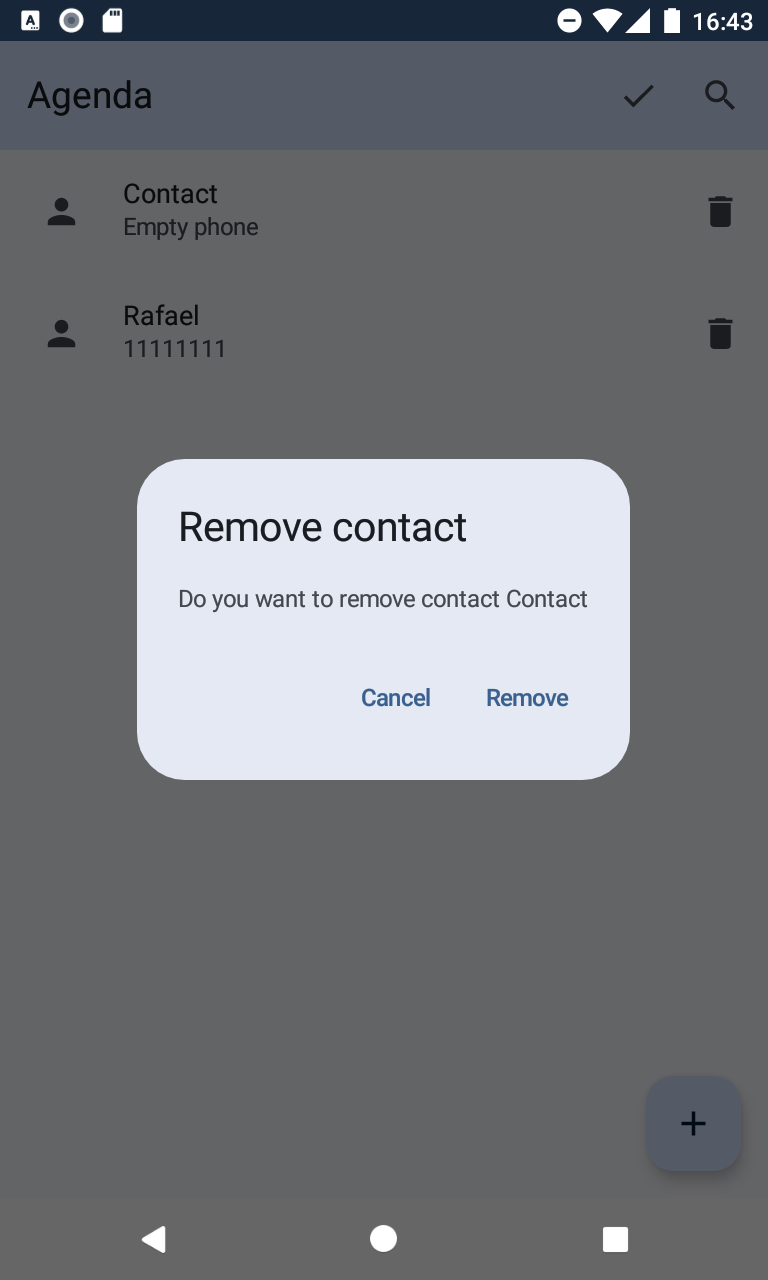 16:43
Agenda
Contact
Empty phone
Rafael
11111111
Remove contact
Do you want to remove contact Contact
Cancel
Remove